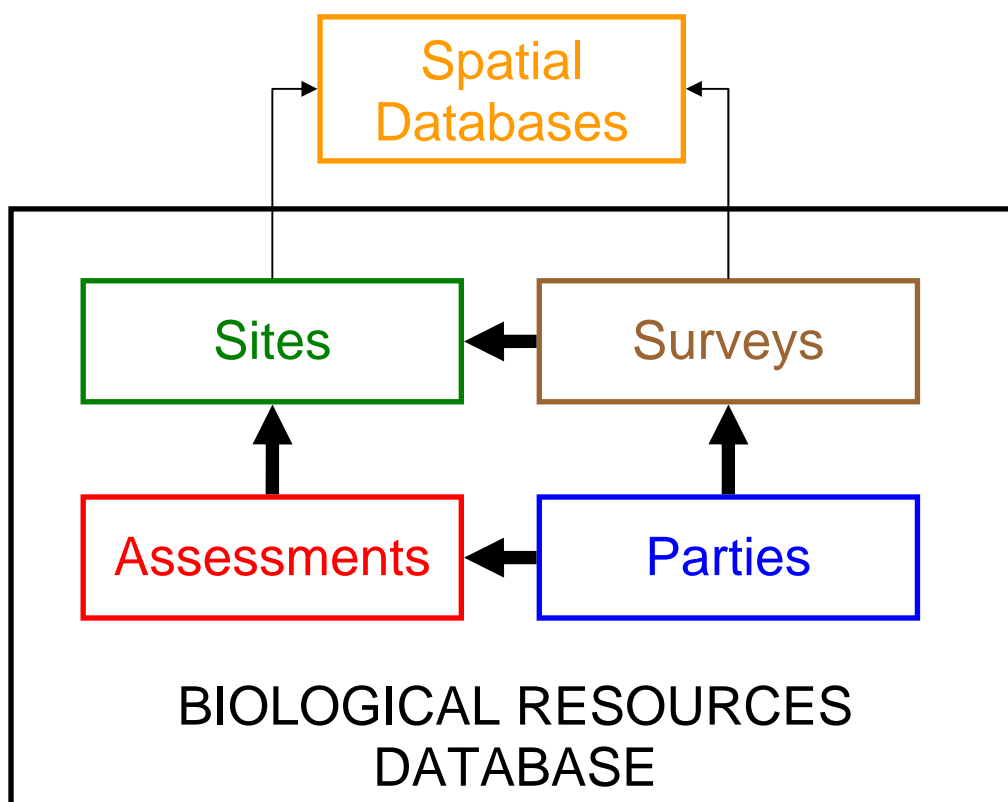 Spatial
Databases
Sites
Surveys
Assessments
Parties
BIOLOGICAL RESOURCES
DATABASE